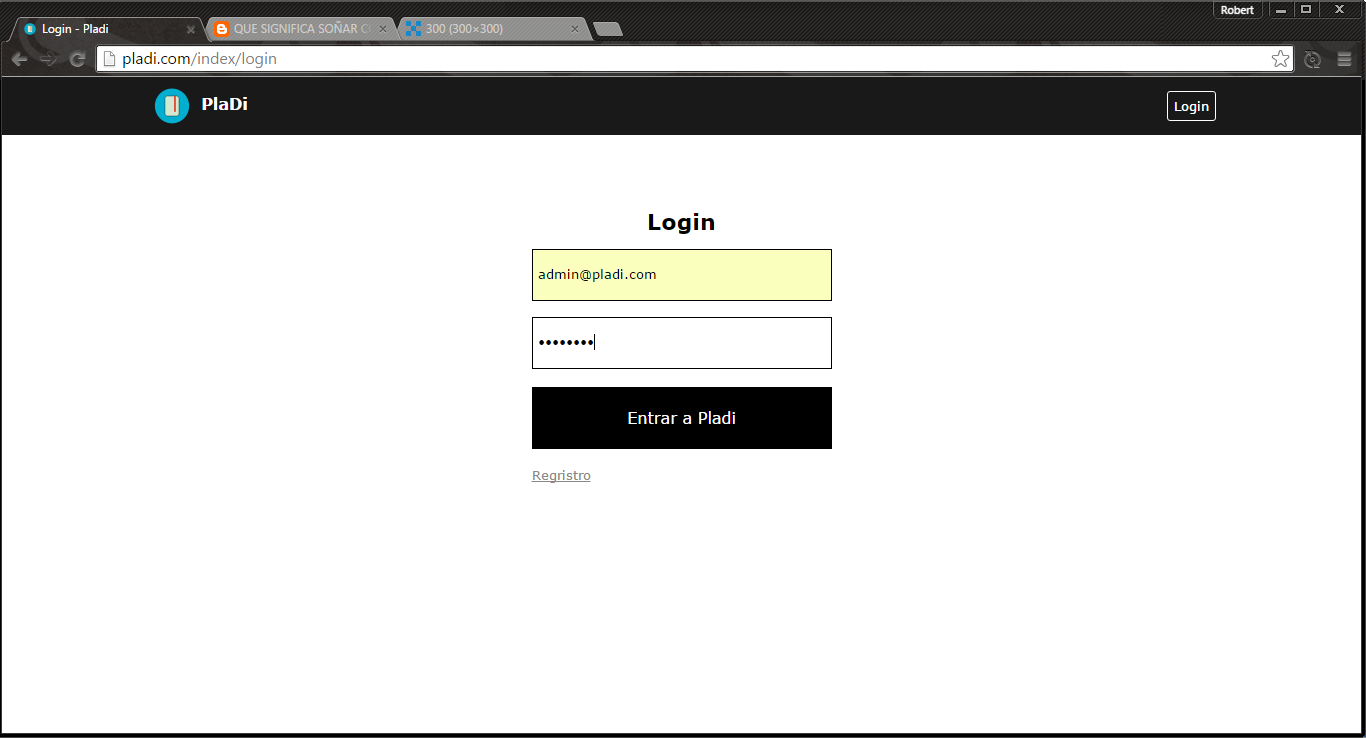 Robert
Login - Pladi
QUE SIGNIFICA SOÑAR C
300 (300×300)
pladi.com/index/login
PlaDi
Login
Login
admin@pladi.com
••••••••
Entrar a Pladi
Regristro